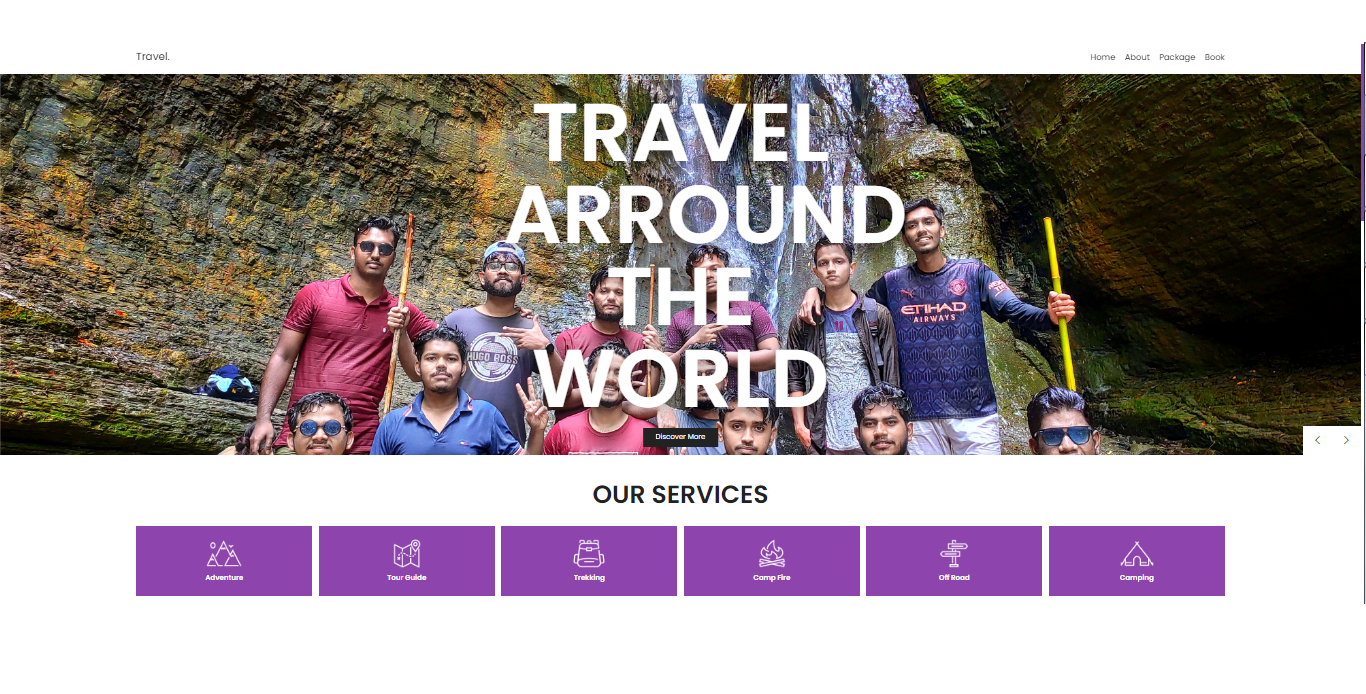 Travel.
Home About Package Book
Explore, Discover, Travel
TRAVEL
ARROUND
THE
WORLD
ETIHAD
AIRWAYS
HUGO BOSS
Discover More
OUR SERVICES
Adventure
Tour Guide
Trekking
Camp Fire
Off Road
Camping